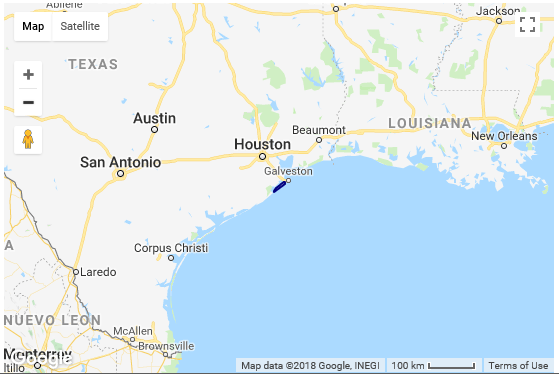 Abilene
Jackson
Map
Satellite
TEXAS
Austin
Beaumont
LOUISIANA
New Orleans
Houston
San Antonio
Galveston
A
Corpus Christi
Laredo
NUEVO LEON
McAllen
Brownsville
Monterrey
Google
ltillo
Map data ©2018 Google, INEGI
100 km
Terms of Use